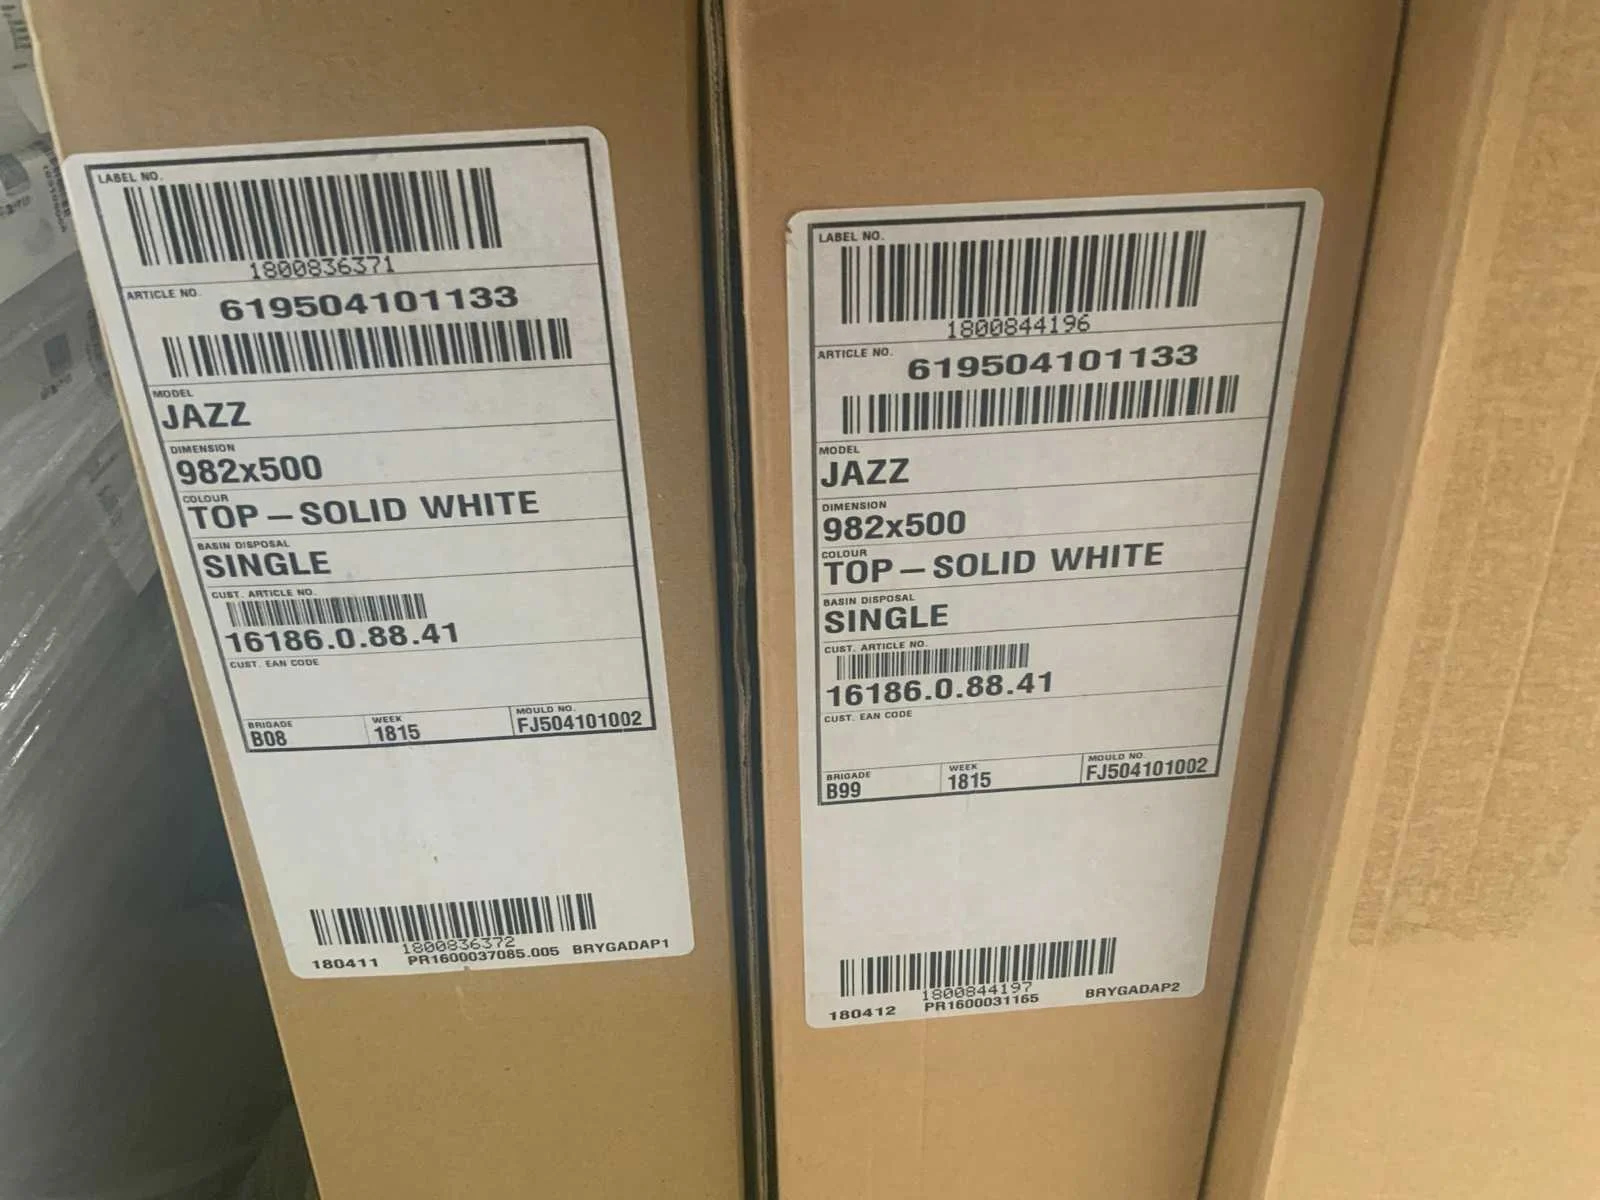 LABEL NO.
1800836371
ARTICLE NO.
619504101133
MODEL
JAZZ
DIMENSION
982x500
COLOUR
TOP – SOLID WHITE
BASIN DISPOSAL
SINGLE
CUST. ARTICLE NO.
16186.0.88.41
CUST. EAN CODE
BRIGADE WEEK MOULD NO.
B08 1815 FJ504101002
1800836372
180411 PR1600037085.005 BRYGADAP1
LABEL NO.
1800844196
ARTICLE NO.
619504101133
MODEL
JAZZ
DIMENSION
982x500
COLOUR
TOP – SOLID WHITE
BASIN DISPOSAL
SINGLE
CUST. ARTICLE NO.
16186.0.88.41
CUST. EAN CODE
BRIGADE WEEK MOULD NO.
B99 1815 FJ504101002
1800844197
180412 PR1600031165 BRYGADAP2